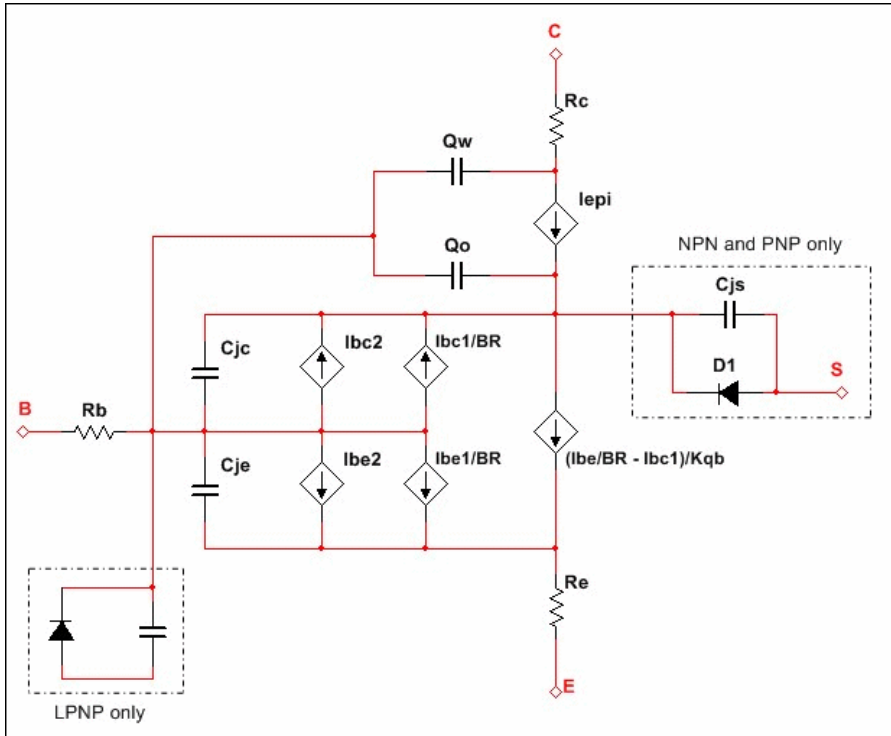 C
Rc
Qw
Iepi
Qo
NPN and PNP only
Cjs
D1
S
Cjc
Ibc2
Ibc1/BR
B
Rb
Cje
Ibe2
Ibe1/BR
(Ibe/BR - Ibc1)/Kqb
Re
E
LPNP only